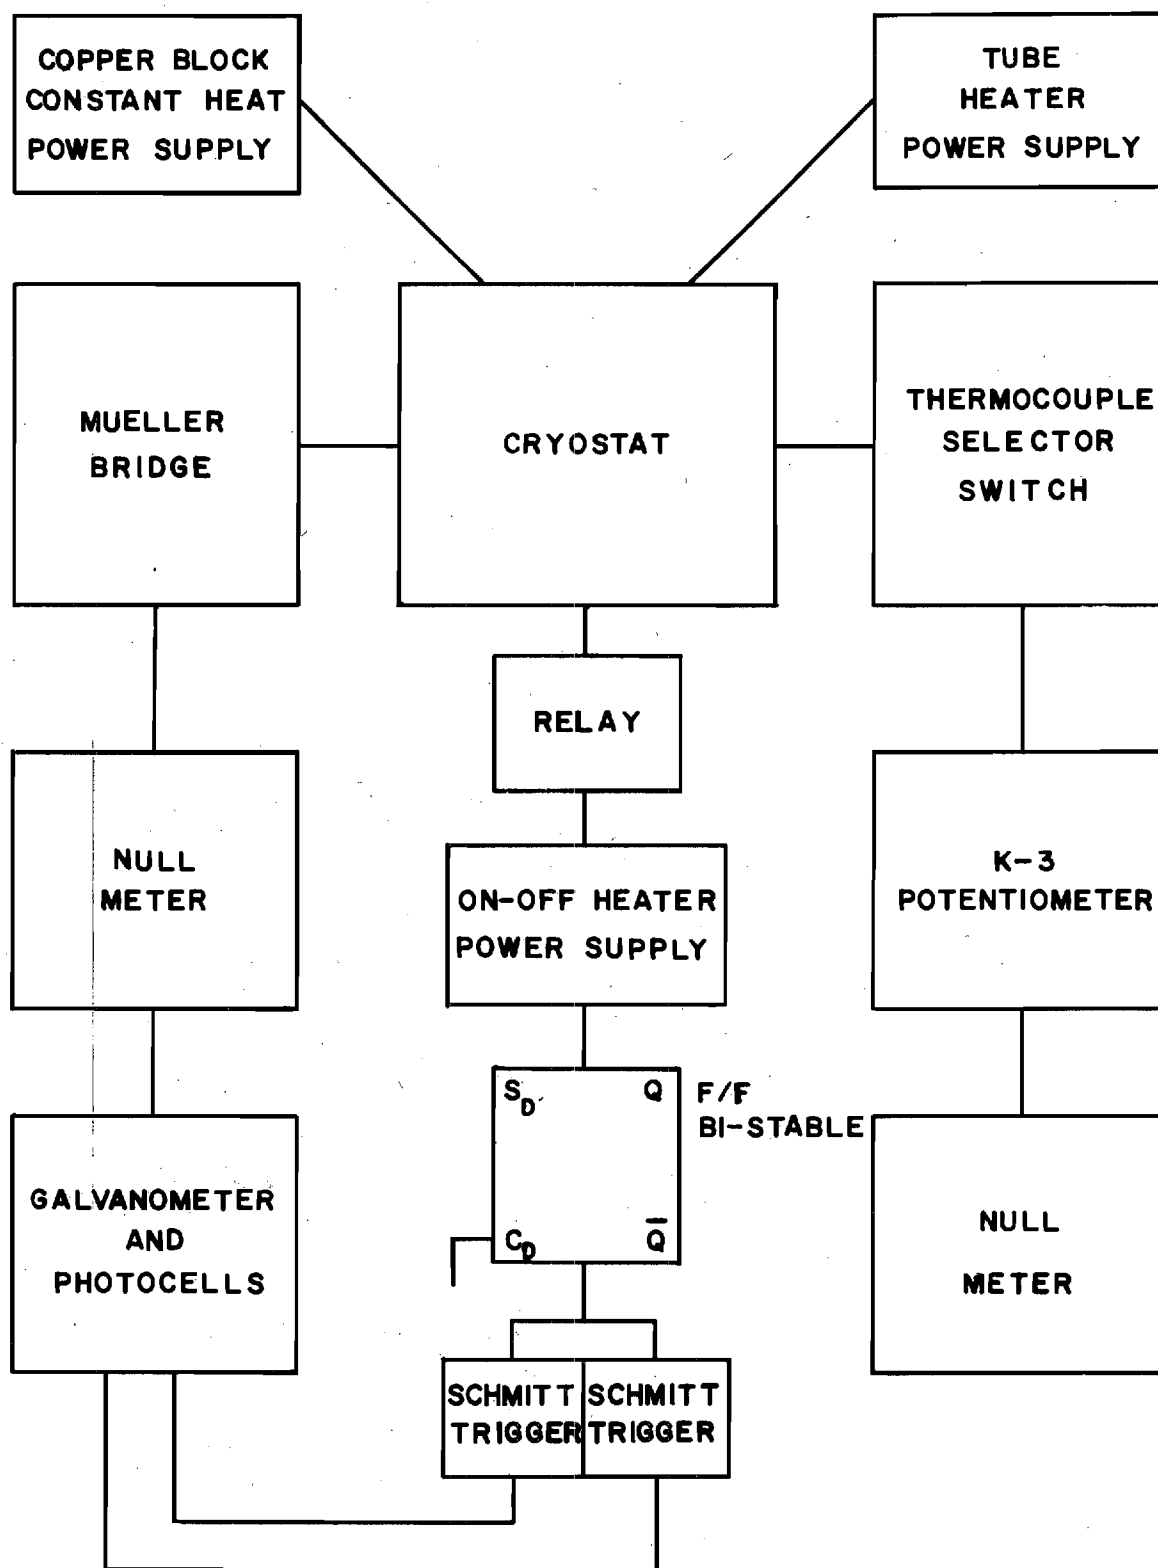 COPPER BLOCK
CONSTANT HEAT
POWER SUPPLY
TUBE
HEATER
POWER SUPPLY
MUELLER
BRIDGE
CRYOSTAT
THERMOCOUPLE
SELECTOR
SWITCH
RELAY
NULL
METER
ON-OFF HEATER
POWER SUPPLY
K-3
POTENTIOMETER
S_D Q
F/F
BI-STABLE
C_D Q̅
GALVANOMETER
AND
PHOTOCELLS
NULL
METER
SCHMITT
TRIGGER
SCHMITT
TRIGGER